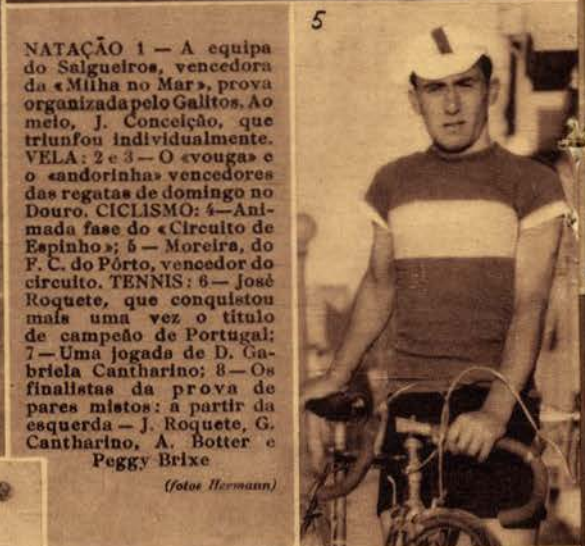 NATAÇÃO 1 — A equipa
do Salgueiros, vencedora
da «Milha no Mar», prova
organizada pelo Galitos. Ao
meio, J. Conceição, que
triunfou individualmente.
VELA: 2 e 3 — O «vouga» e
o «andorinha» vencedores
das regatas de domingo no
Douro. CICLISMO: 4—Ani-
mada fase do «Circuito de
Espinho»; 5 — Moreira, do
F. C. do Pôrto, vencedor do
circuito. TENNIS: 6— José
Roquete, que conquistou
mais uma vez o titulo
de campeão de Portugal;
7—Uma jogada de D. Ga-
briela Cantharino; 8—Os
finalistas da prova de
pares mistos: a partir da
esquerda — J. Roquete, G.
Cantharino, A. Botter e
Peggy Brixe
(fotos Hermann)
5